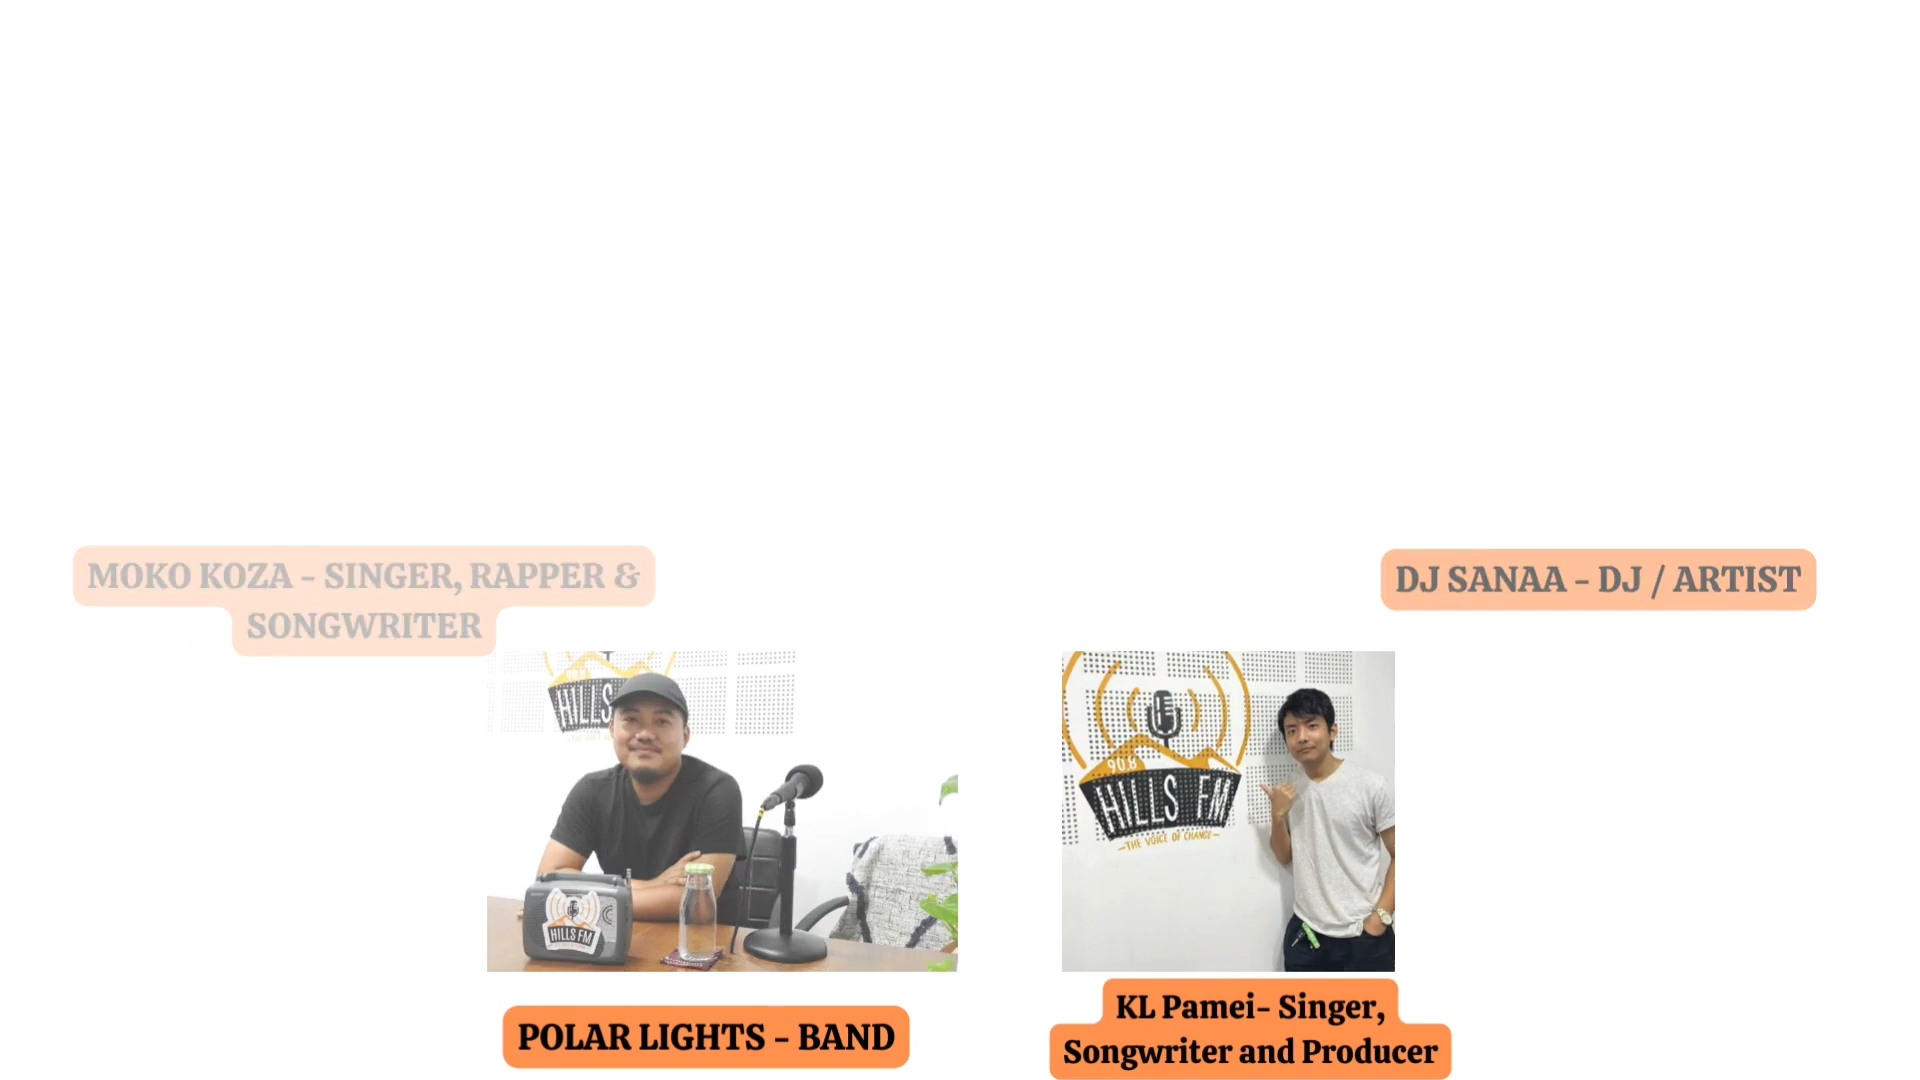 MOKO KOZA - SINGER, RAPPER &
SONGWRITER
DJ SANAA - DJ / ARTIST
HILLS
HILLS FM
90.8
HILLS FM
-THE VOICE OF CHANGE-
POLAR LIGHTS - BAND
KL Pamei- Singer,
Songwriter and Producer